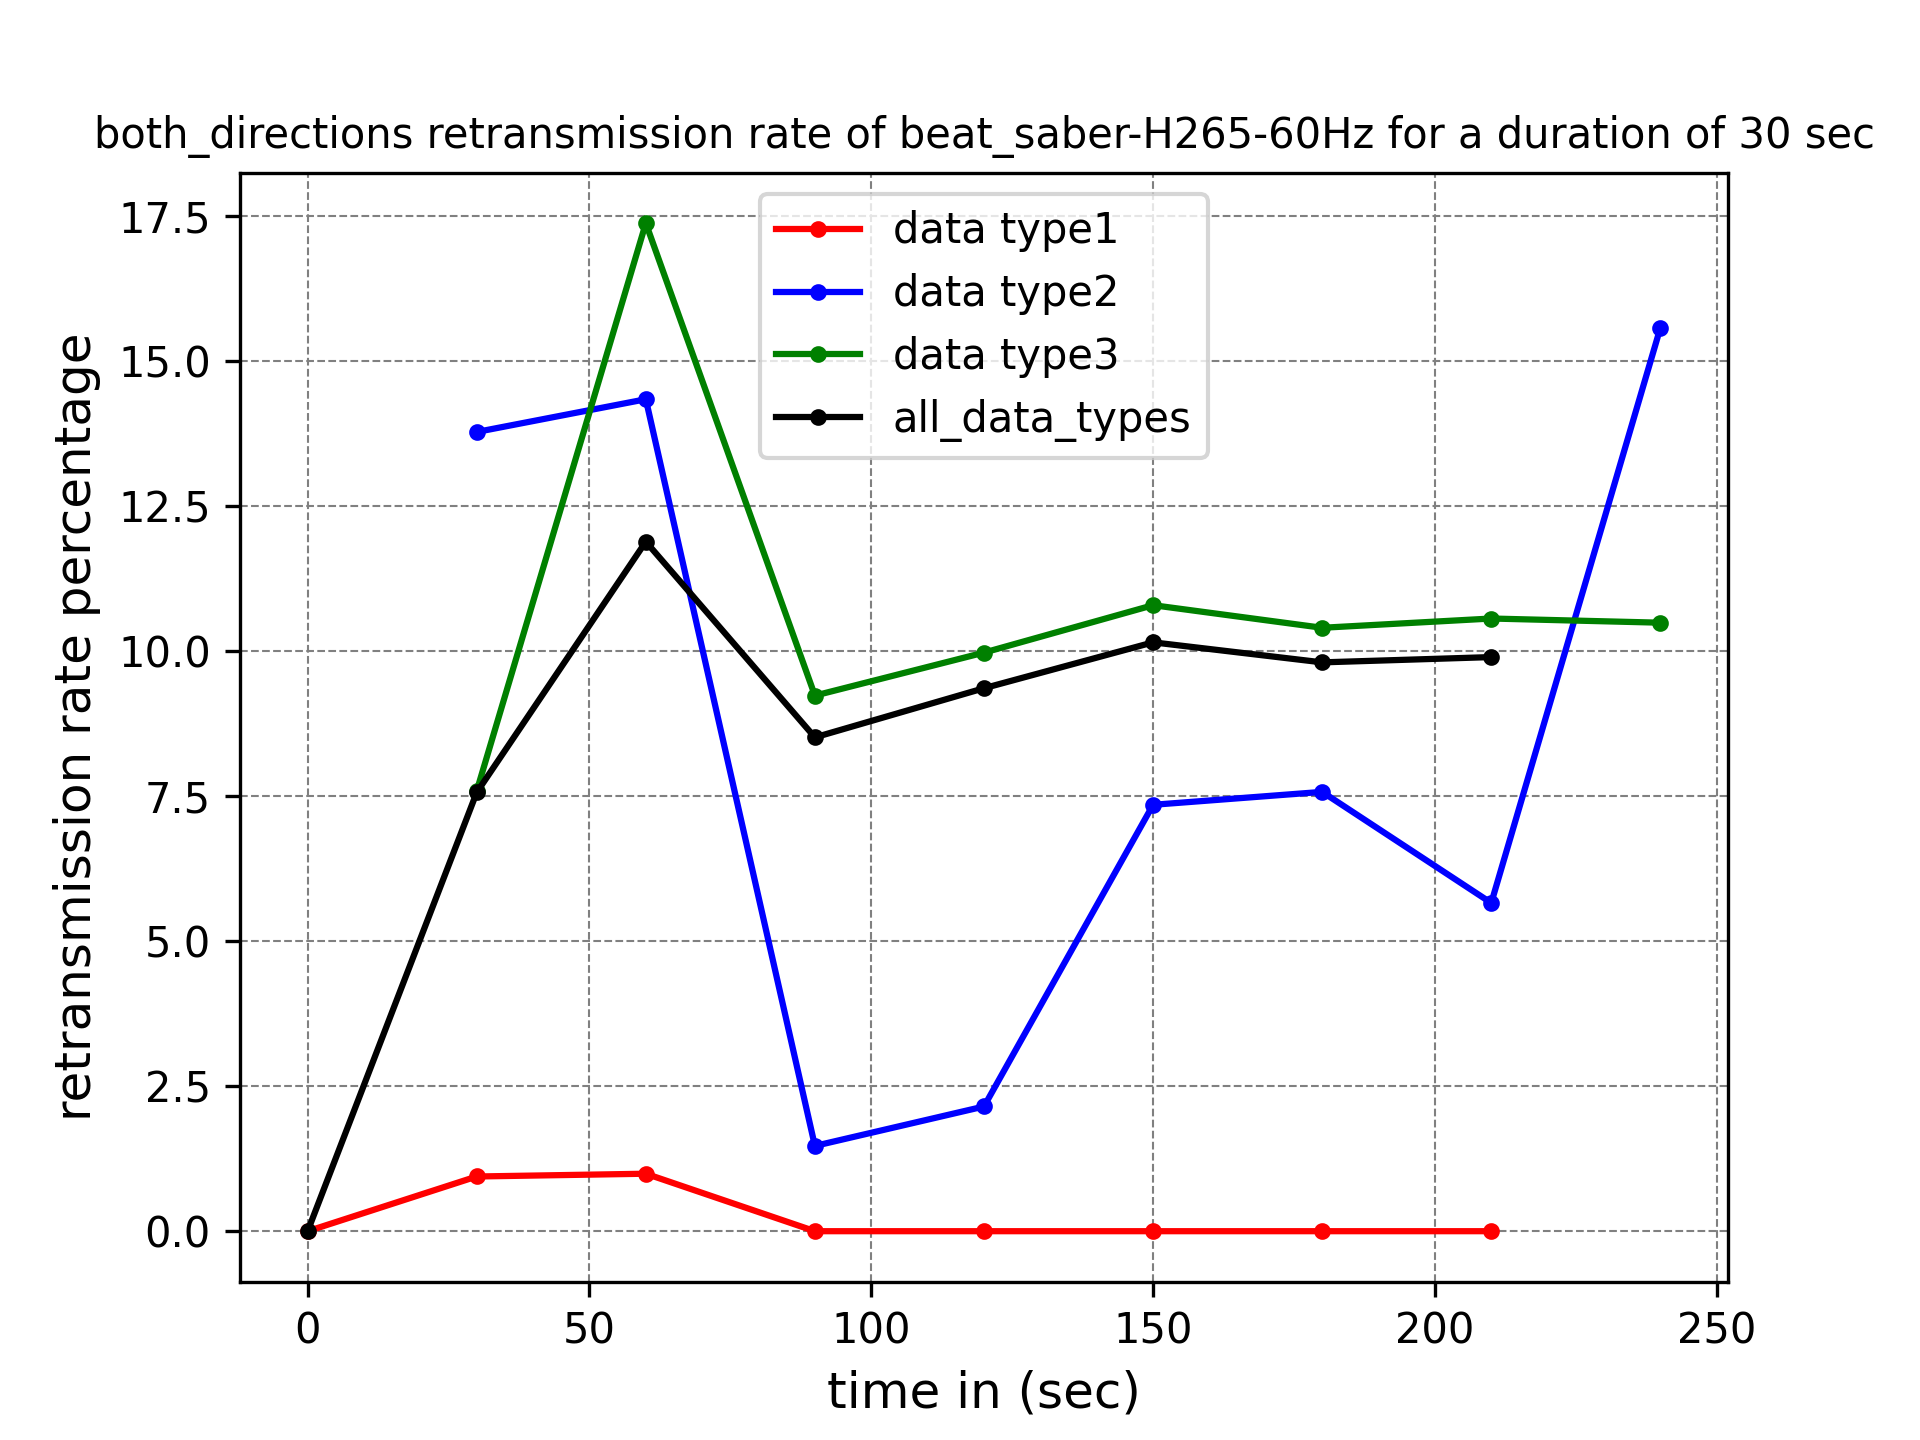 both_directions retransmission rate of beat_saber-H265-60Hz for a duration of 30 sec
retransmission rate percentage
17.5
15.0
12.5
10.0
7.5
5.0
2.5
0.0
data type1
data type2
data type3
all_data_types
0 50 100 150 200 250
time in (sec)